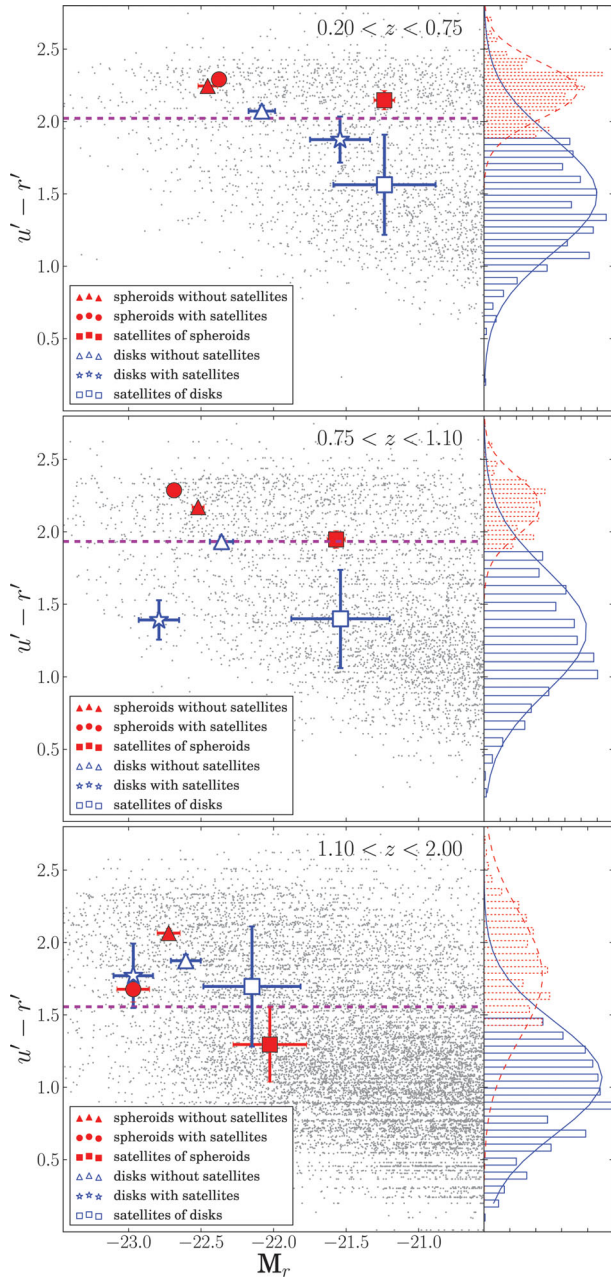 0.20 < z < 0.75
2.5
2.0
1.5
1.0
0.5
u′ − r′
spheroids without satellites
spheroids with satellites
satellites of spheroids
disks without satellites
disks with satellites
satellites of disks
0.75 < z < 1.10
2.5
2.0
1.5
1.0
0.5
u′ − r′
spheroids without satellites
spheroids with satellites
satellites of spheroids
disks without satellites
disks with satellites
satellites of disks
1.10 < z < 2.00
2.5
2.0
1.5
1.0
0.5
u′ − r′
spheroids without satellites
spheroids with satellites
satellites of spheroids
disks without satellites
disks with satellites
satellites of disks
−23.0 −22.5 −22.0 −21.5 −21.0
M_r